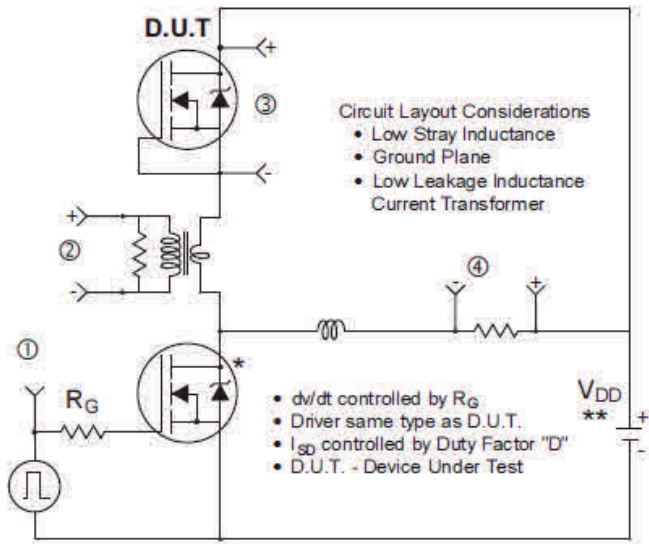 D.U.T
+
③
-
Circuit Layout Considerations
• Low Stray Inductance
• Ground Plane
• Low Leakage Inductance
Current Transformer
+
②
-
④
- +
①
*
RG
• dv/dt controlled by RG
• Driver same type as D.U.T.
• ISD controlled by Duty Factor "D"
• D.U.T. - Device Under Test
VDD
**
+
-